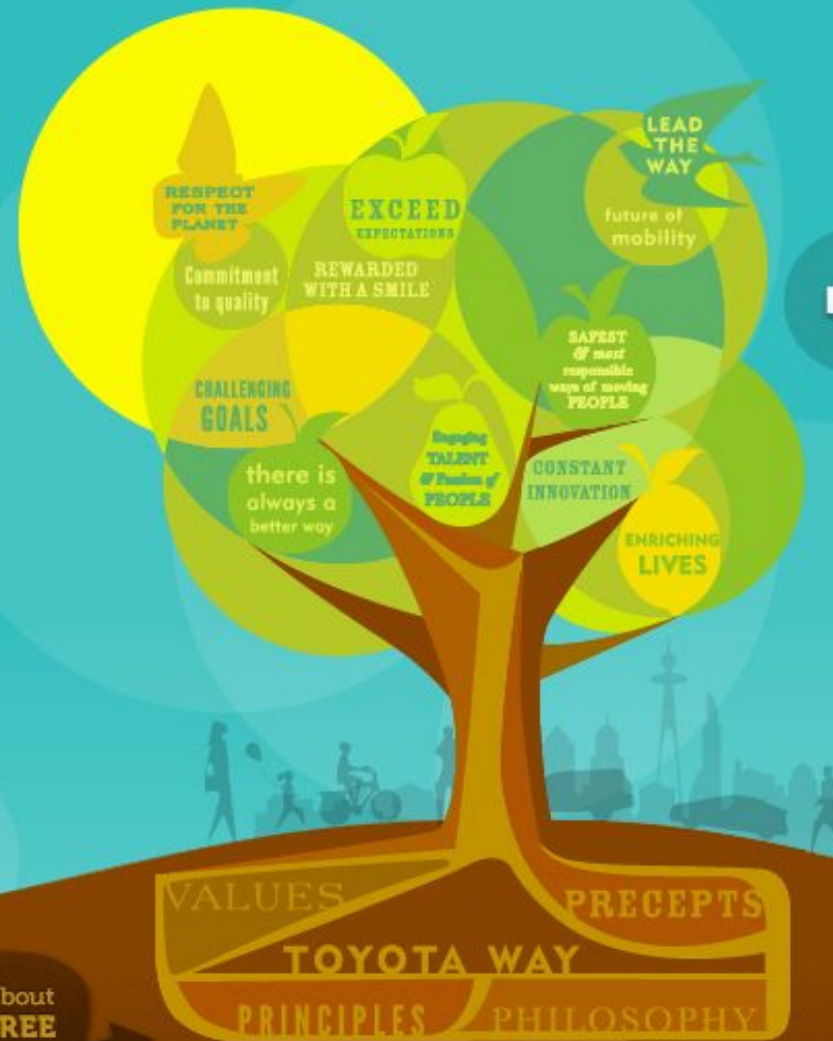 LEAD
THE
WAY
RESPECT
FOR THE
PLANET
EXCEED
EXPECTATIONS
future of
mobility
Commitment
to quality
REWARDED
WITH A SMILE
SAFEST
& most
responsible
ways of moving
PEOPLE
CHALLENGING
GOALS
Engaging
TALENT
& Passion of
PEOPLE
there is
always a
better way
CONSTANT
INNOVATION
ENRICHING
LIVES
VALUES
PRECEPTS
TOYOTA WAY
PRINCIPLES
PHILOSOPHY
bout
REE